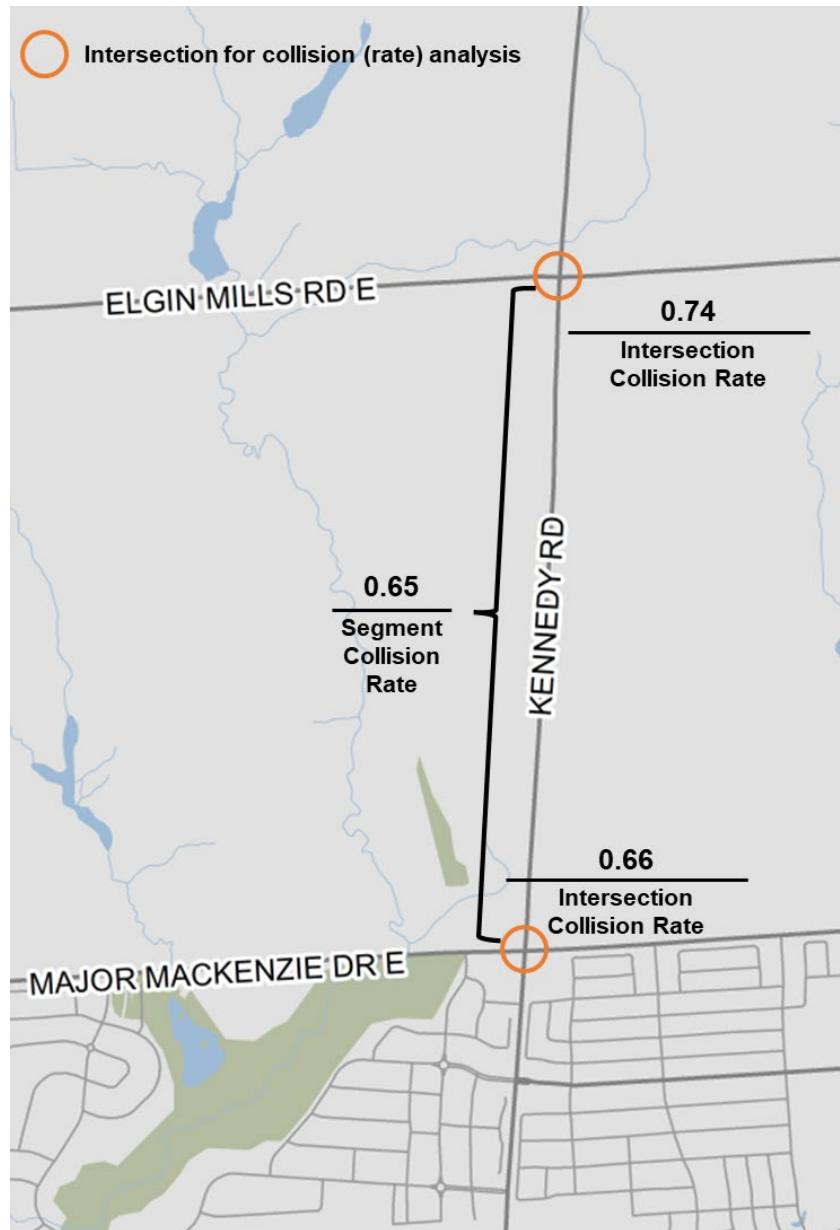 Intersection for collision (rate) analysis
ELGIN MILLS RD E
0.74
Intersection
Collision Rate
KENNEDY RD
0.65
Segment
Collision
Rate
0.66
Intersection
Collision Rate
MAJOR MACKENZIE DR E